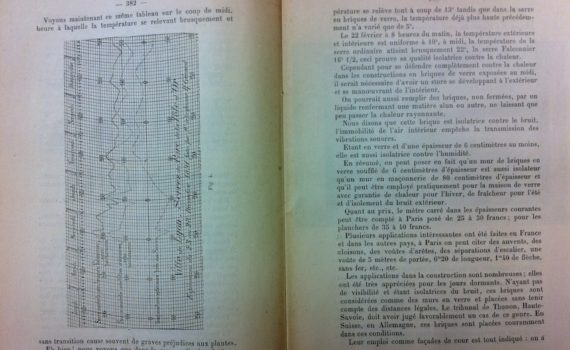 — 382 —
Voyons maintenant ce même tableau sur le coup de midi,
heure à laquelle la température se relevant brusquement et
Fig. 4.
sans transition cause souvent de graves préjudices aux plantes.
pérature se relève tout à coup de 13° tandis que dans la serre
en briques de verre, la température déjà plus haute précédem-
ment n'a varié que de 5°.
Le 22 février à 8 heures du matin, la température extérieure
et intérieure est uniforme à 10°, à midi, la température de la
serre ordinaire atteint brusquement 22°, la serre Falconnier
16° 1/2, ceci prouve sa qualité isolatrice contre la chaleur.
Cependant pour se défendre complètement contre la chaleur
dans les constructions en briques de verre exposées au midi,
il serait nécessaire d'avoir un store se développant à l'extérieur
et se manœuvrant de l'intérieur.
On pourrait aussi remplir des briques, non fermées, par un
liquide renfermant une matière alun ou autre, ne laissant que
peu passer la chaleur rayonnante.
Nous disons que cette brique est isolatrice contre le bruit,
l'immobilité de l'air intérieur empêche la transmission des
vibrations sonores.
Etant en verre et d'une épaisseur de 6 centimètres au moins,
elle est aussi isolatrice contre l'humidité.
En résumé, on peut poser en fait qu'un mur de briques en
verre soufflé de 6 centimètres d'épaisseur est aussi isolateur
qu'un mur en maçonnerie de 80 centimètres d'épaisseur et
qu'il peut être employé pratiquement pour la maison de verre
avec garantie de chaleur pour l'hiver, de fraîcheur pour l'été
et d'isolement du bruit extérieur.
Quant au prix, le mètre carré dans les épaisseurs courantes
peut être compté à Paris posé de 25 à 30 francs ; pour les
planchers de 35 à 40 francs.
Plusieurs applications intéressantes ont été faites en France
et dans les autres pays, à Paris on peut citer des auvents, des
cloisons, des voûtes d'arêtes, des séparations d'escalier, une
voûte de 5 mètres de portée, 6m20 de longueur, 1m40 de flèche,
sans fer, etc., etc.
Les applications dans la construction sont nombreuses ; elles
ont été très appréciées pour les jours dormants. N'ayant pas
de visibilité et étant isolatrices du bruit, ces briques sont
considérées comme des murs en verre et placées sans tenir
compte des distances légales. Le tribunal de Thonon, Haute-
Savoie, doit avoir jugé favorablement un cas de ce genre. En
Suisse, en Allemagne, ces briques sont placées couramment
dans ces conditions.
Leur emploi comme façades de cour est tout indiqué : on a